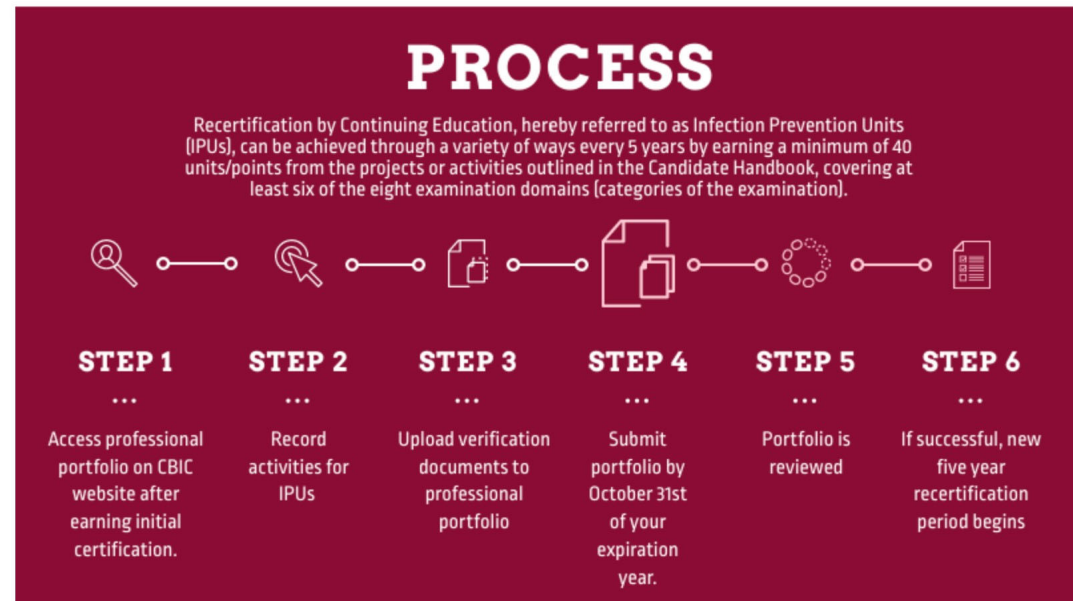 PROCESS
Recertification by Continuing Education, hereby referred to as Infection Prevention Units
(IPUs), can be achieved through a variety of ways every 5 years by earning a minimum of 40
units/points from the projects or activities outlined in the Candidate Handbook, covering at
least six of the eight examination domains (categories of the examination).
STEP 1
...
Access professional
portfolio on CBIC
website after
earning initial
certification.
STEP 2
...
Record
activities for
IPUs
STEP 3
...
Upload verification
documents to
professional
portfolio
STEP 4
...
Submit
portfolio by
October 31st
of your
expiration
year.
STEP 5
...
Portfolio is
reviewed
STEP 6
...
If successful, new
five year
recertification
period begins